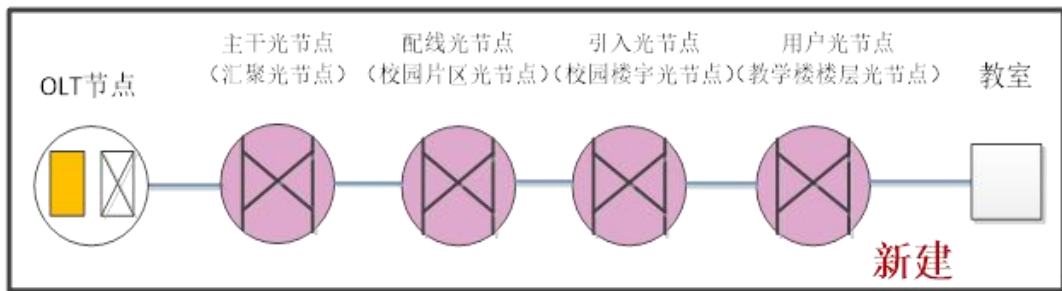 主干光节点
（汇聚光节点）
配线光节点
（校园片区光节点）
引入光节点
（校园楼宇光节点）
用户光节点
（教学楼楼层光节点）
OLT节点
教室
新建